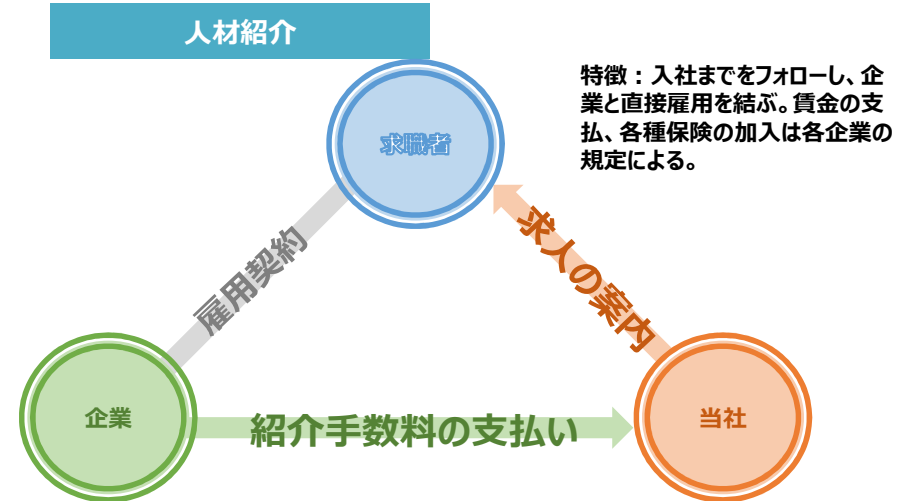 人材紹介
特徴：入社までをフォローし、企
業と直接雇用を結ぶ。賃金の支
払、各種保険の加入は各企業の
規定による。
求職者
雇用契約
求人の案内
企業
紹介手数料の支払い
当社